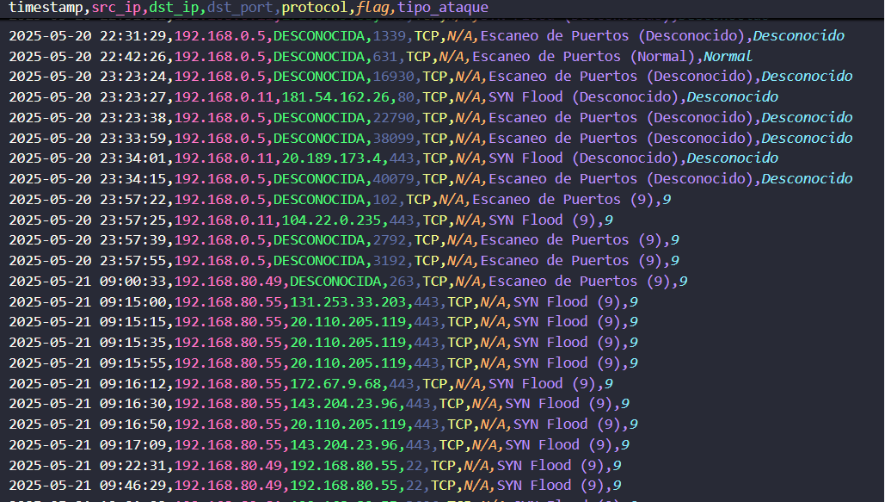 timestamp,src_ip,dst_ip,dst_port,protocol,flag,tipo_ataque
2025-05-20 22:31:29,192.168.0.5,DESCONOCIDA,1339,TCP,N/A,Escaneo de Puertos (Desconocido),Desconocido
2025-05-20 22:42:26,192.168.0.5,DESCONOCIDA,631,TCP,N/A,Escaneo de Puertos (Normal),Normal
2025-05-20 23:23:24,192.168.0.5,DESCONOCIDA,16930,TCP,N/A,Escaneo de Puertos (Desconocido),Desconocido
2025-05-20 23:23:27,192.168.0.11,181.54.162.26,80,TCP,N/A,SYN Flood (Desconocido),Desconocido
2025-05-20 23:23:38,192.168.0.5,DESCONOCIDA,22790,TCP,N/A,Escaneo de Puertos (Desconocido),Desconocido
2025-05-20 23:33:59,192.168.0.5,DESCONOCIDA,38099,TCP,N/A,Escaneo de Puertos (Desconocido),Desconocido
2025-05-20 23:34:01,192.168.0.11,20.189.173.4,443,TCP,N/A,SYN Flood (Desconocido),Desconocido
2025-05-20 23:34:15,192.168.0.5,DESCONOCIDA,40079,TCP,N/A,Escaneo de Puertos (Desconocido),Desconocido
2025-05-20 23:57:22,192.168.0.5,DESCONOCIDA,102,TCP,N/A,Escaneo de Puertos (9),9
2025-05-20 23:57:25,192.168.0.11,104.22.0.235,443,TCP,N/A,SYN Flood (9),9
2025-05-20 23:57:39,192.168.0.5,DESCONOCIDA,2792,TCP,N/A,Escaneo de Puertos (9),9
2025-05-20 23:57:55,192.168.0.5,DESCONOCIDA,3192,TCP,N/A,Escaneo de Puertos (9),9
2025-05-21 09:00:33,192.168.80.49,DESCONOCIDA,263,TCP,N/A,Escaneo de Puertos (9),9
2025-05-21 09:15:00,192.168.80.55,131.253.33.203,443,TCP,N/A,SYN Flood (9),9
2025-05-21 09:15:15,192.168.80.55,20.110.205.119,443,TCP,N/A,SYN Flood (9),9
2025-05-21 09:15:35,192.168.80.55,20.110.205.119,443,TCP,N/A,SYN Flood (9),9
2025-05-21 09:15:55,192.168.80.55,20.110.205.119,443,TCP,N/A,SYN Flood (9),9
2025-05-21 09:16:12,192.168.80.55,172.67.9.68,443,TCP,N/A,SYN Flood (9),9
2025-05-21 09:16:30,192.168.80.55,143.204.23.96,443,TCP,N/A,SYN Flood (9),9
2025-05-21 09:16:50,192.168.80.55,20.110.205.119,443,TCP,N/A,SYN Flood (9),9
2025-05-21 09:17:09,192.168.80.55,143.204.23.96,443,TCP,N/A,SYN Flood (9),9
2025-05-21 09:22:31,192.168.80.49,192.168.80.55,22,TCP,N/A,SYN Flood (9),9
2025-05-21 09:46:29,192.168.80.49,192.168.80.55,22,TCP,N/A,SYN Flood (9),9